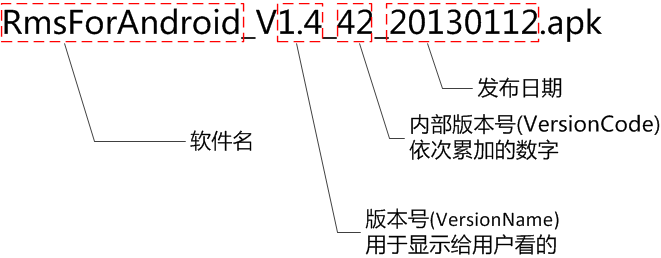 RmsForAndroid_V1.4_42_20130112.apk
发布日期
内部版本号(VersionCode)
依次累加的数字
软件名
版本号(VersionName)
用于显示给用户看的